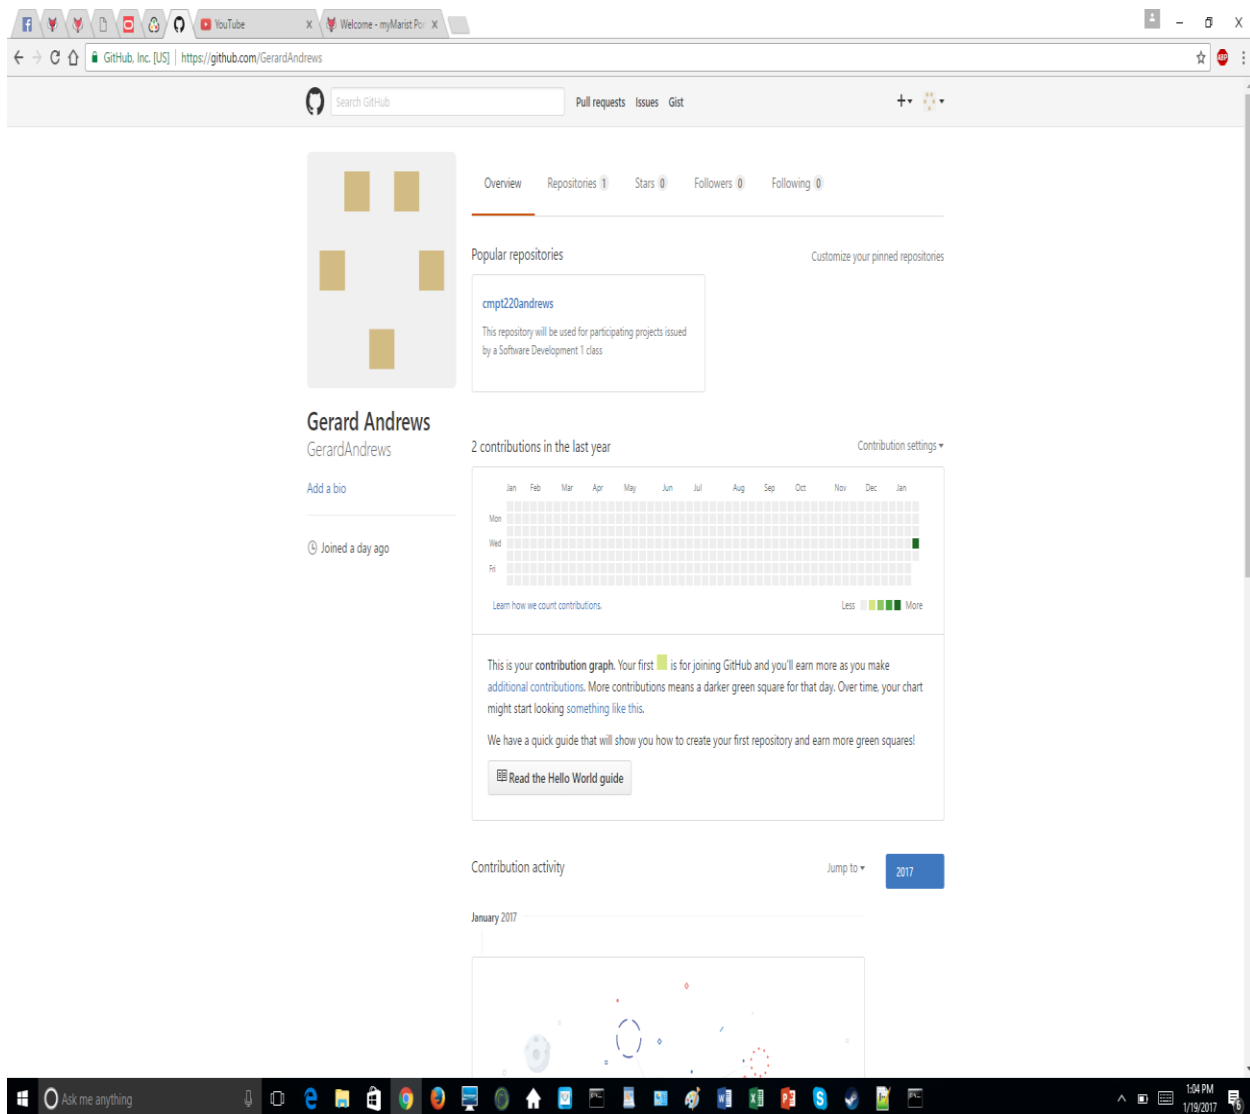 YouTube
Welcome - myMarist Por
GitHub, Inc. [US] | https://github.com/GerardAndrews
ABP
Search GitHub
Pull requests Issues Gist
Overview Repositories 1 Stars 0 Followers 0 Following 0
Popular repositories
Customize your pinned repositories
cmpt220andrews
This repository will be used for participating projects issued
by a Software Development 1 class
Gerard Andrews
GerardAndrews
Add a bio
Joined a day ago
2 contributions in the last year
Contribution settings
Jan Feb Mar Apr May Jun Jul Aug Sep Oct Nov Dec Jan
Mon
Wed
Fri
Learn how we count contributions.
Less More
This is your contribution graph. Your first is for joining GitHub and you'll earn more as you make
additional contributions. More contributions means a darker green square for that day. Over time, your chart
might start looking something like this.
We have a quick guide that will show you how to create your first repository and earn more green squares!
Read the Hello World guide
Contribution activity
Jump to
2017
January 2017
Ask me anything
1:04 PM
1/19/2017